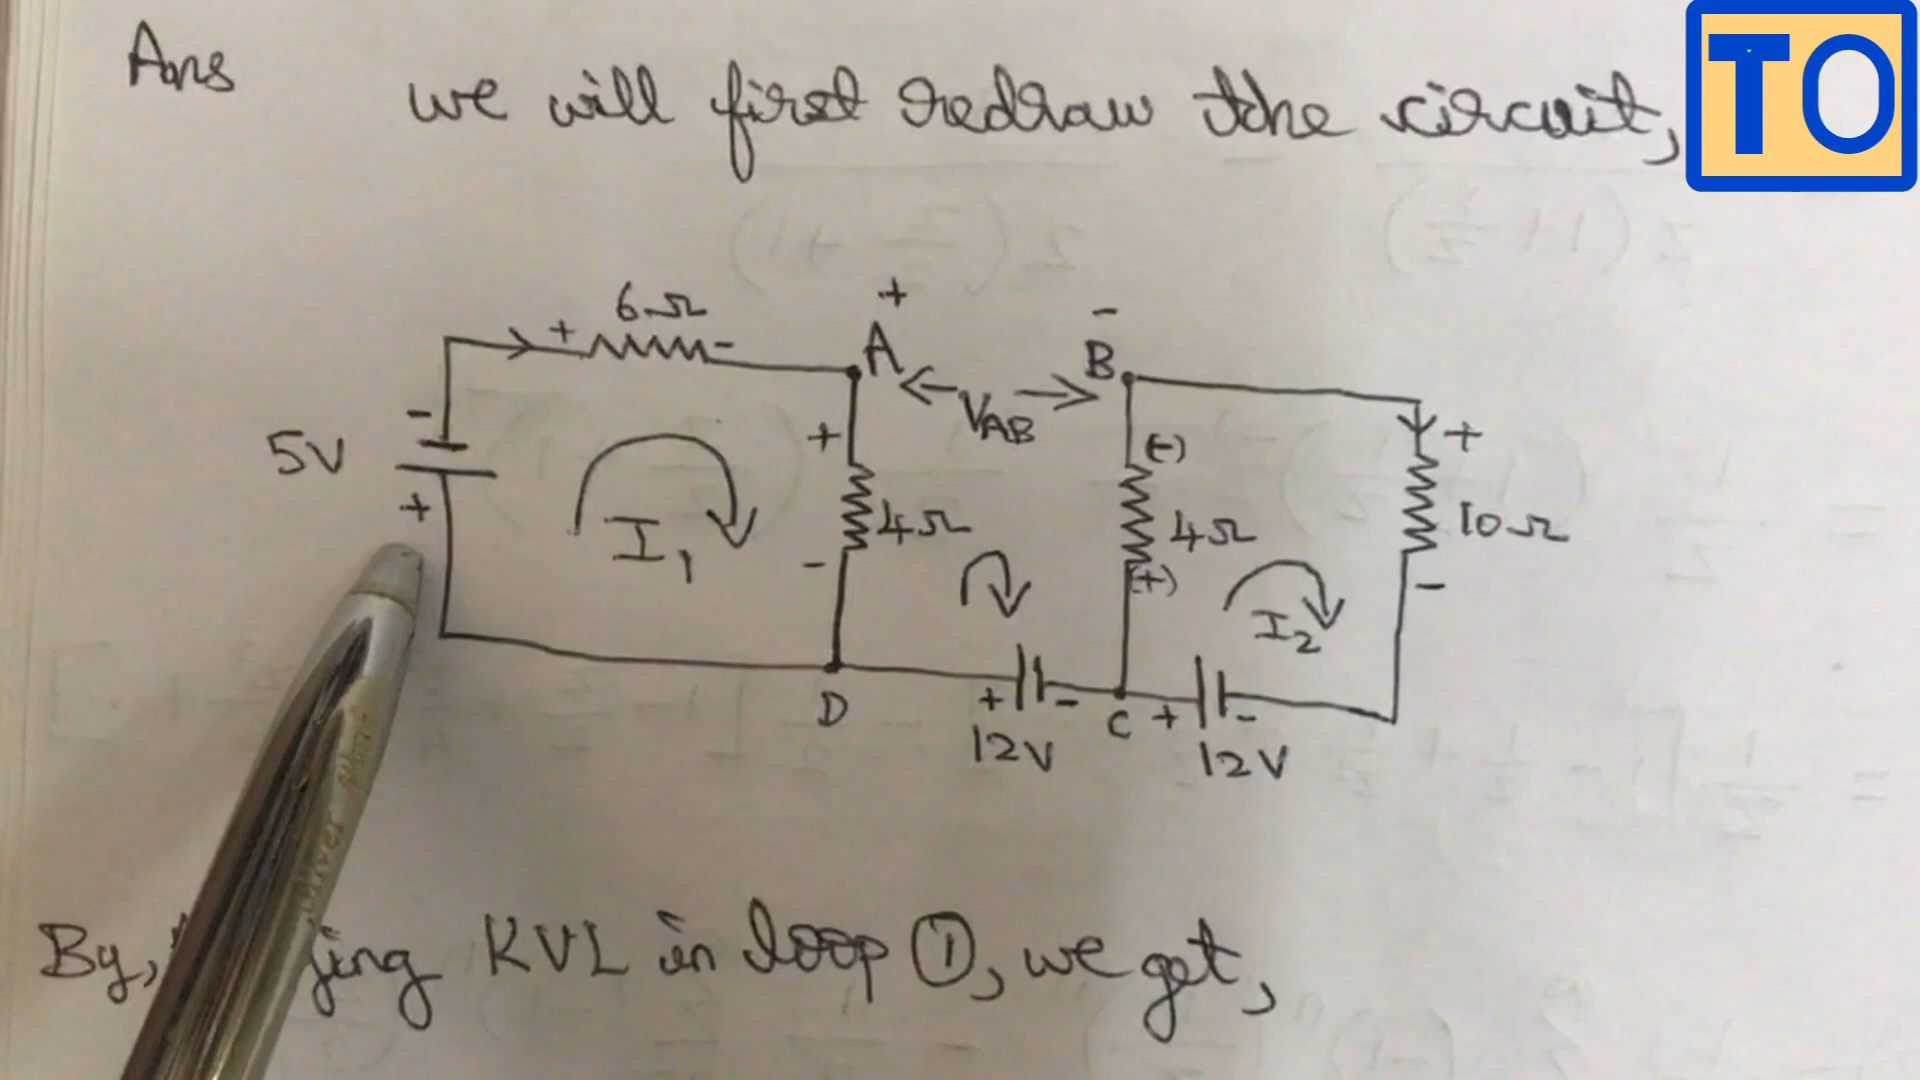 Ans
we will first redraw the circuit,
TO
6Ω
+ -
+ A
- B
VAB
5V
- +
I1
+ 4Ω -
(-) 4Ω (+)
+ 10Ω -
I2
D
+ - 12V
C
+ - 12V
By, KVL in loop ①, we get,